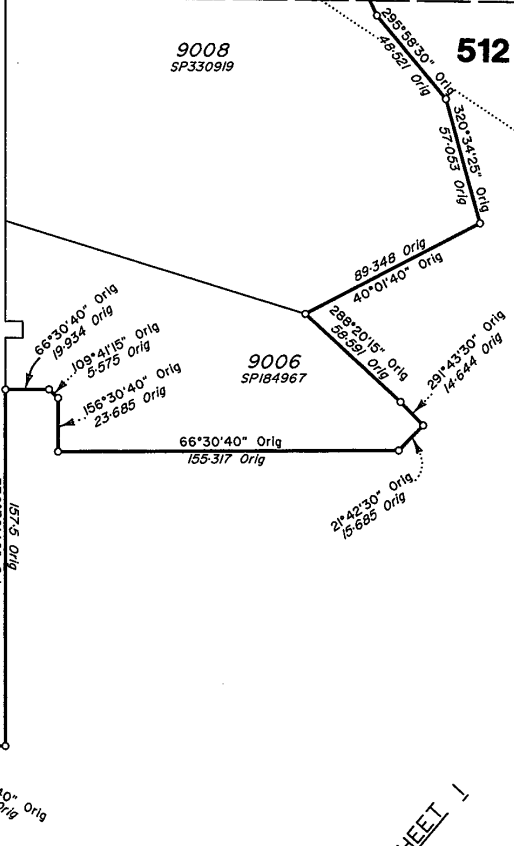 9008
SP330919
295°58'30" Orig
48·521 Orig
512
320°34'25" Orig
57·053 Orig
89·348 Orig
40°01'40" Orig
288°20'15" Orig
58·591 Orig
9006
SP184967
291°43'30" Orig
14·644 Orig
66°30'40" Orig
19·934 Orig
109°41'15" Orig
5·575 Orig
156°30'40" Orig
23·685 Orig
66°30'40" Orig
155·317 Orig
21°42'30" Orig
15·685 Orig
157·5 Orig
40" Orig
Orig
HEET 1